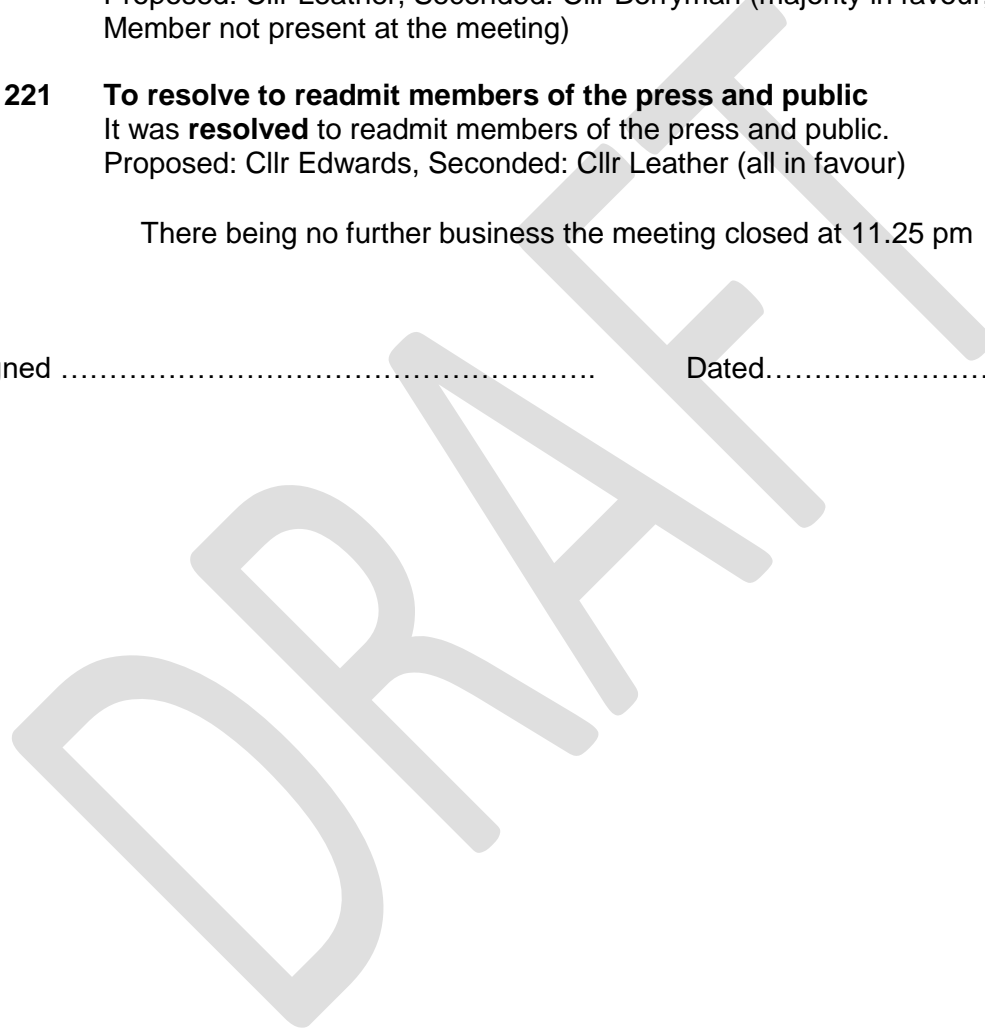 Proposed: Cllr Leather, Seconded: Cllr Berryman (majority in favour
Member not present at the meeting)
221 To resolve to readmit members of the press and public
It was resolved to readmit members of the press and public.
Proposed: Cllr Edwards, Seconded: Cllr Leather (all in favour)
There being no further business the meeting closed at 11.25 pm
ned ………………………………………………. Dated…………………..
DRAFT